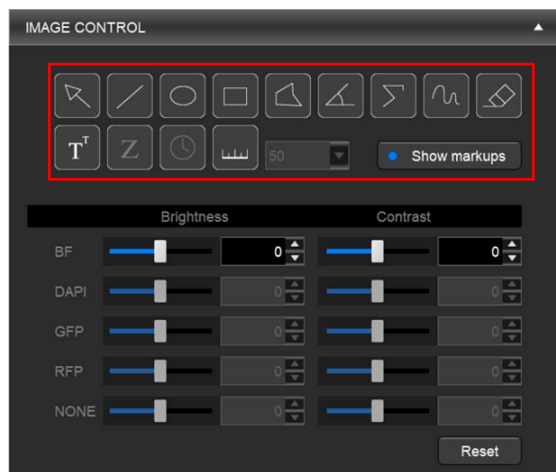 IMAGE CONTROL
T T Z 50 Show markups
Brightness Contrast
BF 0 0
DAPI 0 0
GFP 0 0
RFP 0 0
NONE 0 0
Reset